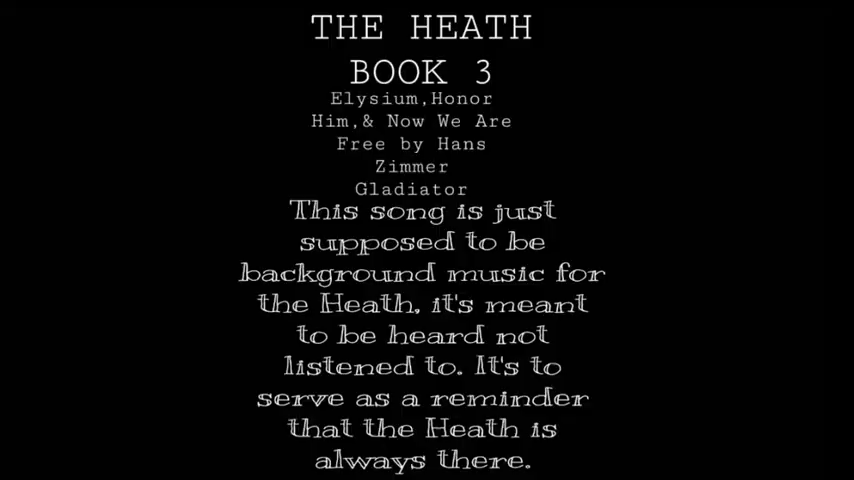 THE HEATH
BOOK 3
Elysium,Honor
Him,& Now We Are
Free by Hans
Zimmer
Gladiator
This song is just
supposed to be
background music for
the Heath, it's meant
to be heard not
listened to. It's to
serve as a reminder
that the Heath is
always there.